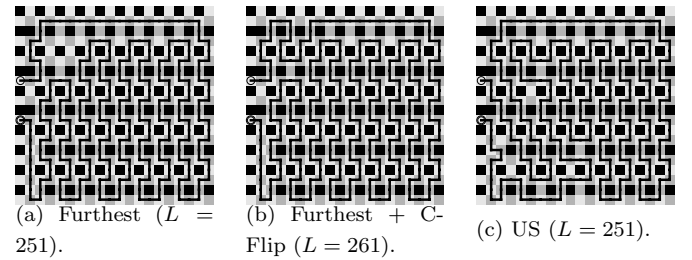 (a) Furthest (L =
251).
(b) Furthest + C-
Flip (L = 261).
(c) US (L = 251).